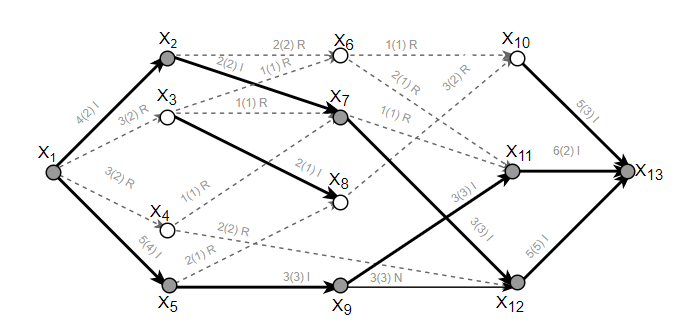 X2
X6
X10
2(2) R
1(1) R
2(2) I
1(1) R
2(1) R
3(2) R
4(2) I
3(2) R
X3
1(1) R
X7
1(1) R
5(3) I
X1
3(2) R
2(1) I
X11
6(2) I
X13
1(1) R
X8
3(3) I
X4
2(2) R
3(3) I
5(4) I
2(1) R
5(5) I
3(3) I
3(3) N
X5
X9
X12